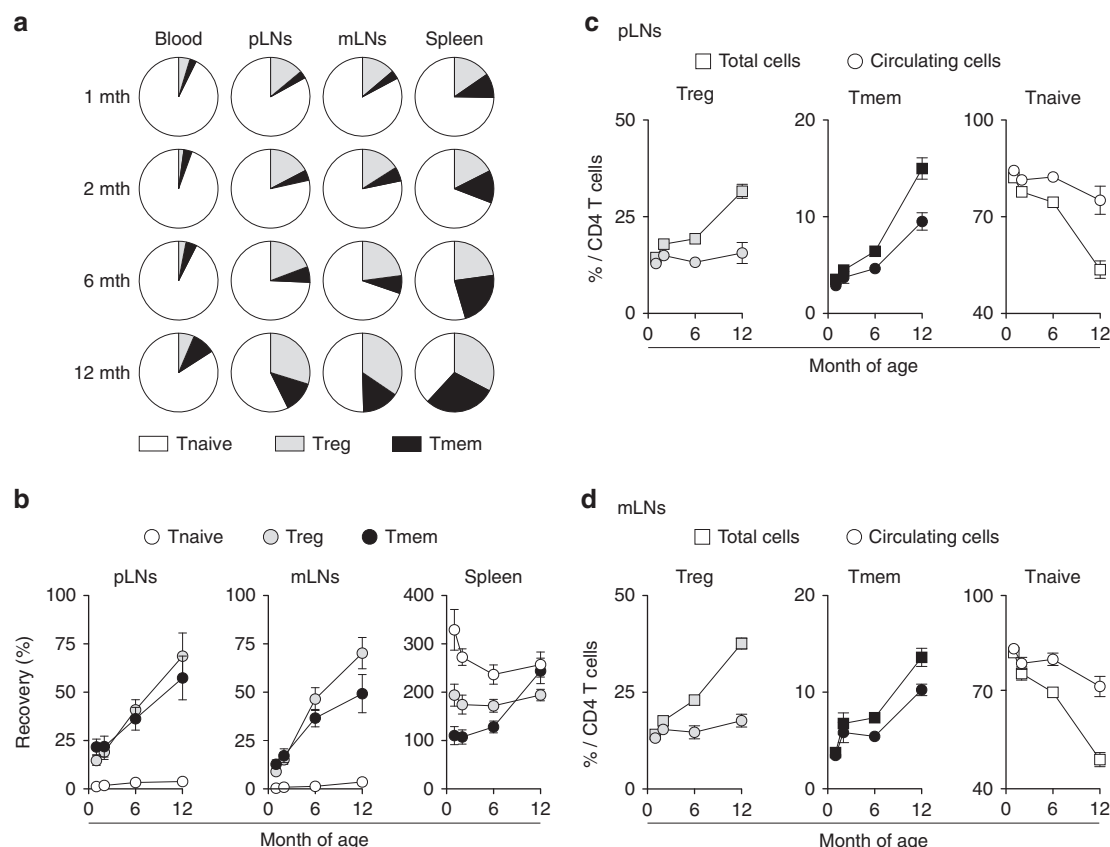 a
Blood pLNs mLNs Spleen
1 mth
2 mth
6 mth
12 mth
Tnaive Treg Tmem
b
Tnaive Treg Tmem
pLNs mLNs Spleen
Recovery (%)
100 100 400
75 75 300
50 50 200
25 25 100
0 0 0
0 6 12 0 6 12 0 6 12
Month of age
c pLNs
Total cells Circulating cells
Treg Tmem Tnaive
% / CD4 T cells
50 20 100
25 10 70
0 0 40
0 6 12 0 6 12 0 6 12
Month of age
d mLNs
Total cells Circulating cells
Treg Tmem Tnaive
% / CD4 T cells
50 20 100
25 10 70
0 0 40
0 6 12 0 6 12 0 6 12
Month of age